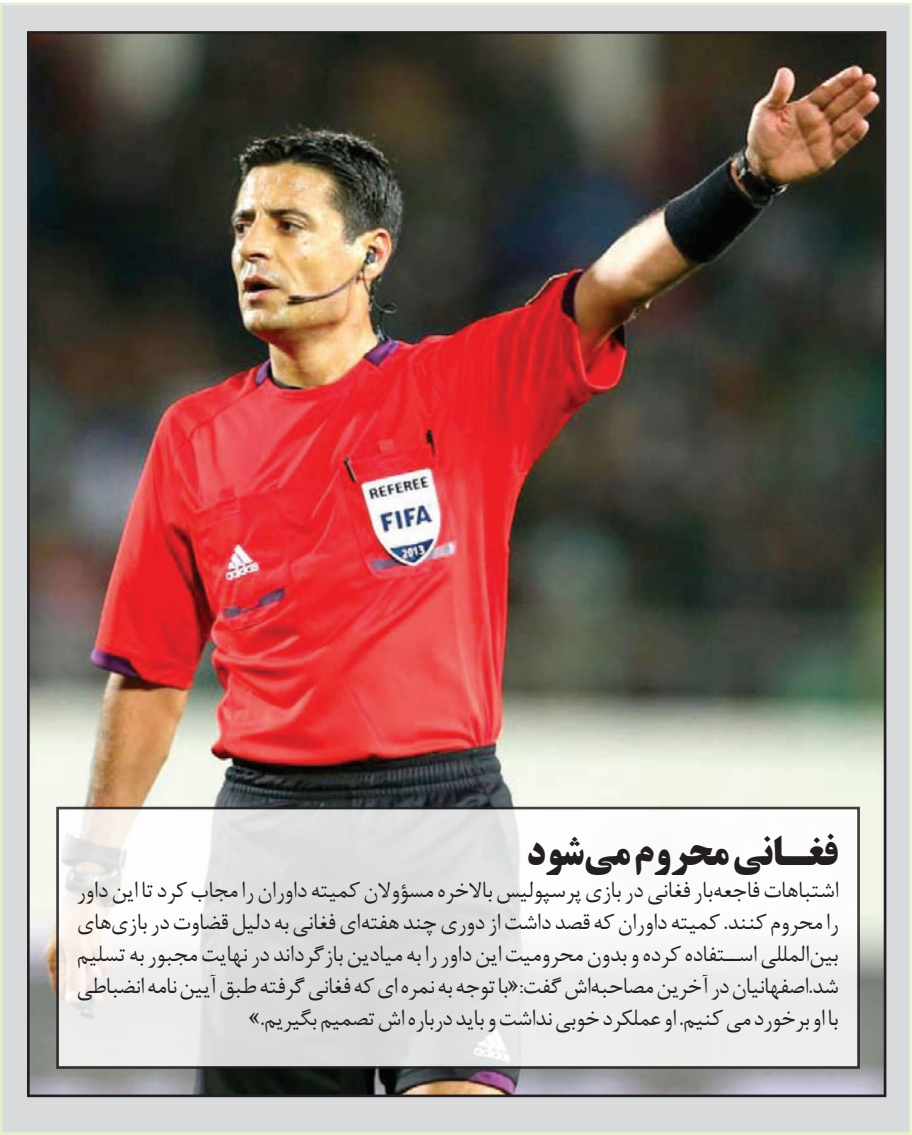 REFEREE
FIFA
2013
adidas
فغــانی محروم می‌شود
اشتباهات فاجعه‌بار فغانی در بازی پرسپولیس بالاخره مسؤولان کمیته داوران را مجاب کرد تا این داور
را محروم کنند. کمیته داوران که قصد داشت از دوری چند هفته‌ای فغانی به دلیل قضاوت در بازی‌های
بین‌المللی اســتفاده کرده و بدون محرومیت این داور را به میادین بازگرداند در نهایت مجبور به تسلیم
شد.اصفهانیان در آخرین مصاحبه‌اش گفت:«با توجه به نمره ای که فغانی گرفته طبق آیین نامه انضباطی
با او برخورد می کنیم. او عملکرد خوبی نداشت و باید درباره اش تصمیم بگیریم.»
adidas